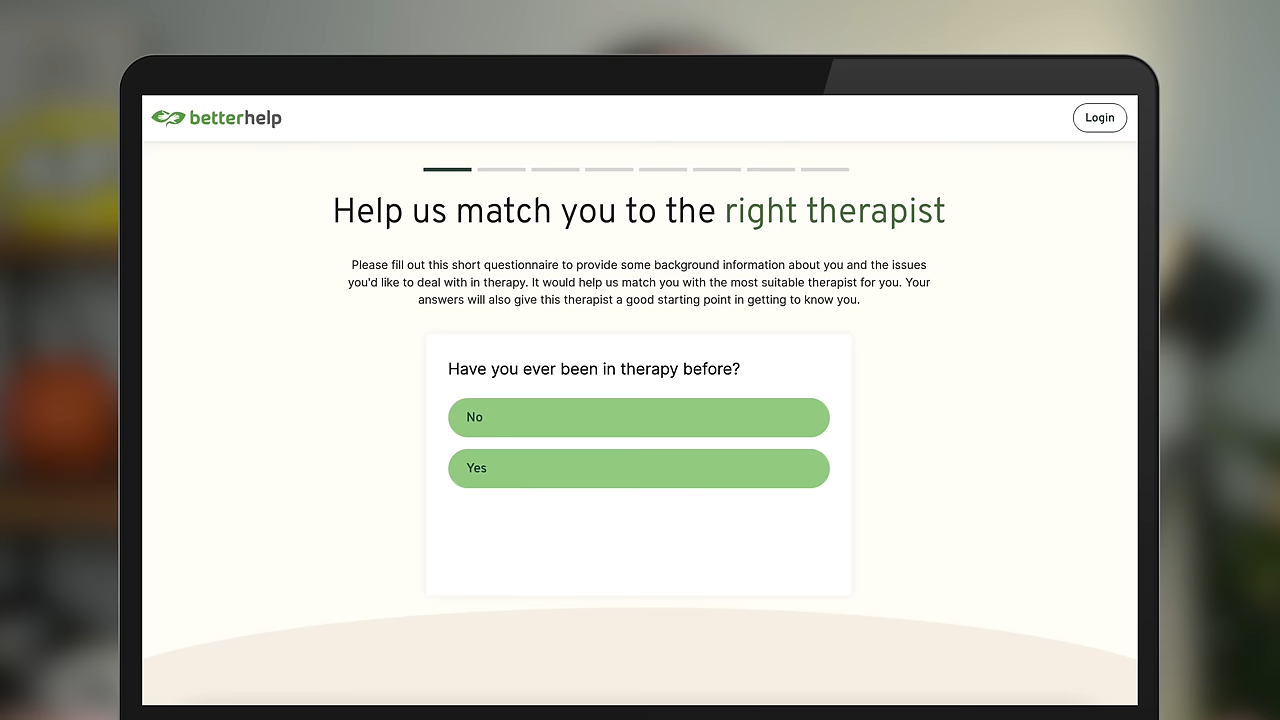 betterhelp
Login
Help us match you to the right therapist
Please fill out this short questionnaire to provide some background information about you and the issues
you'd like to deal with in therapy. It would help us match you with the most suitable therapist for you. Your
answers will also give this therapist a good starting point in getting to know you.
Have you ever been in therapy before?
No
Yes